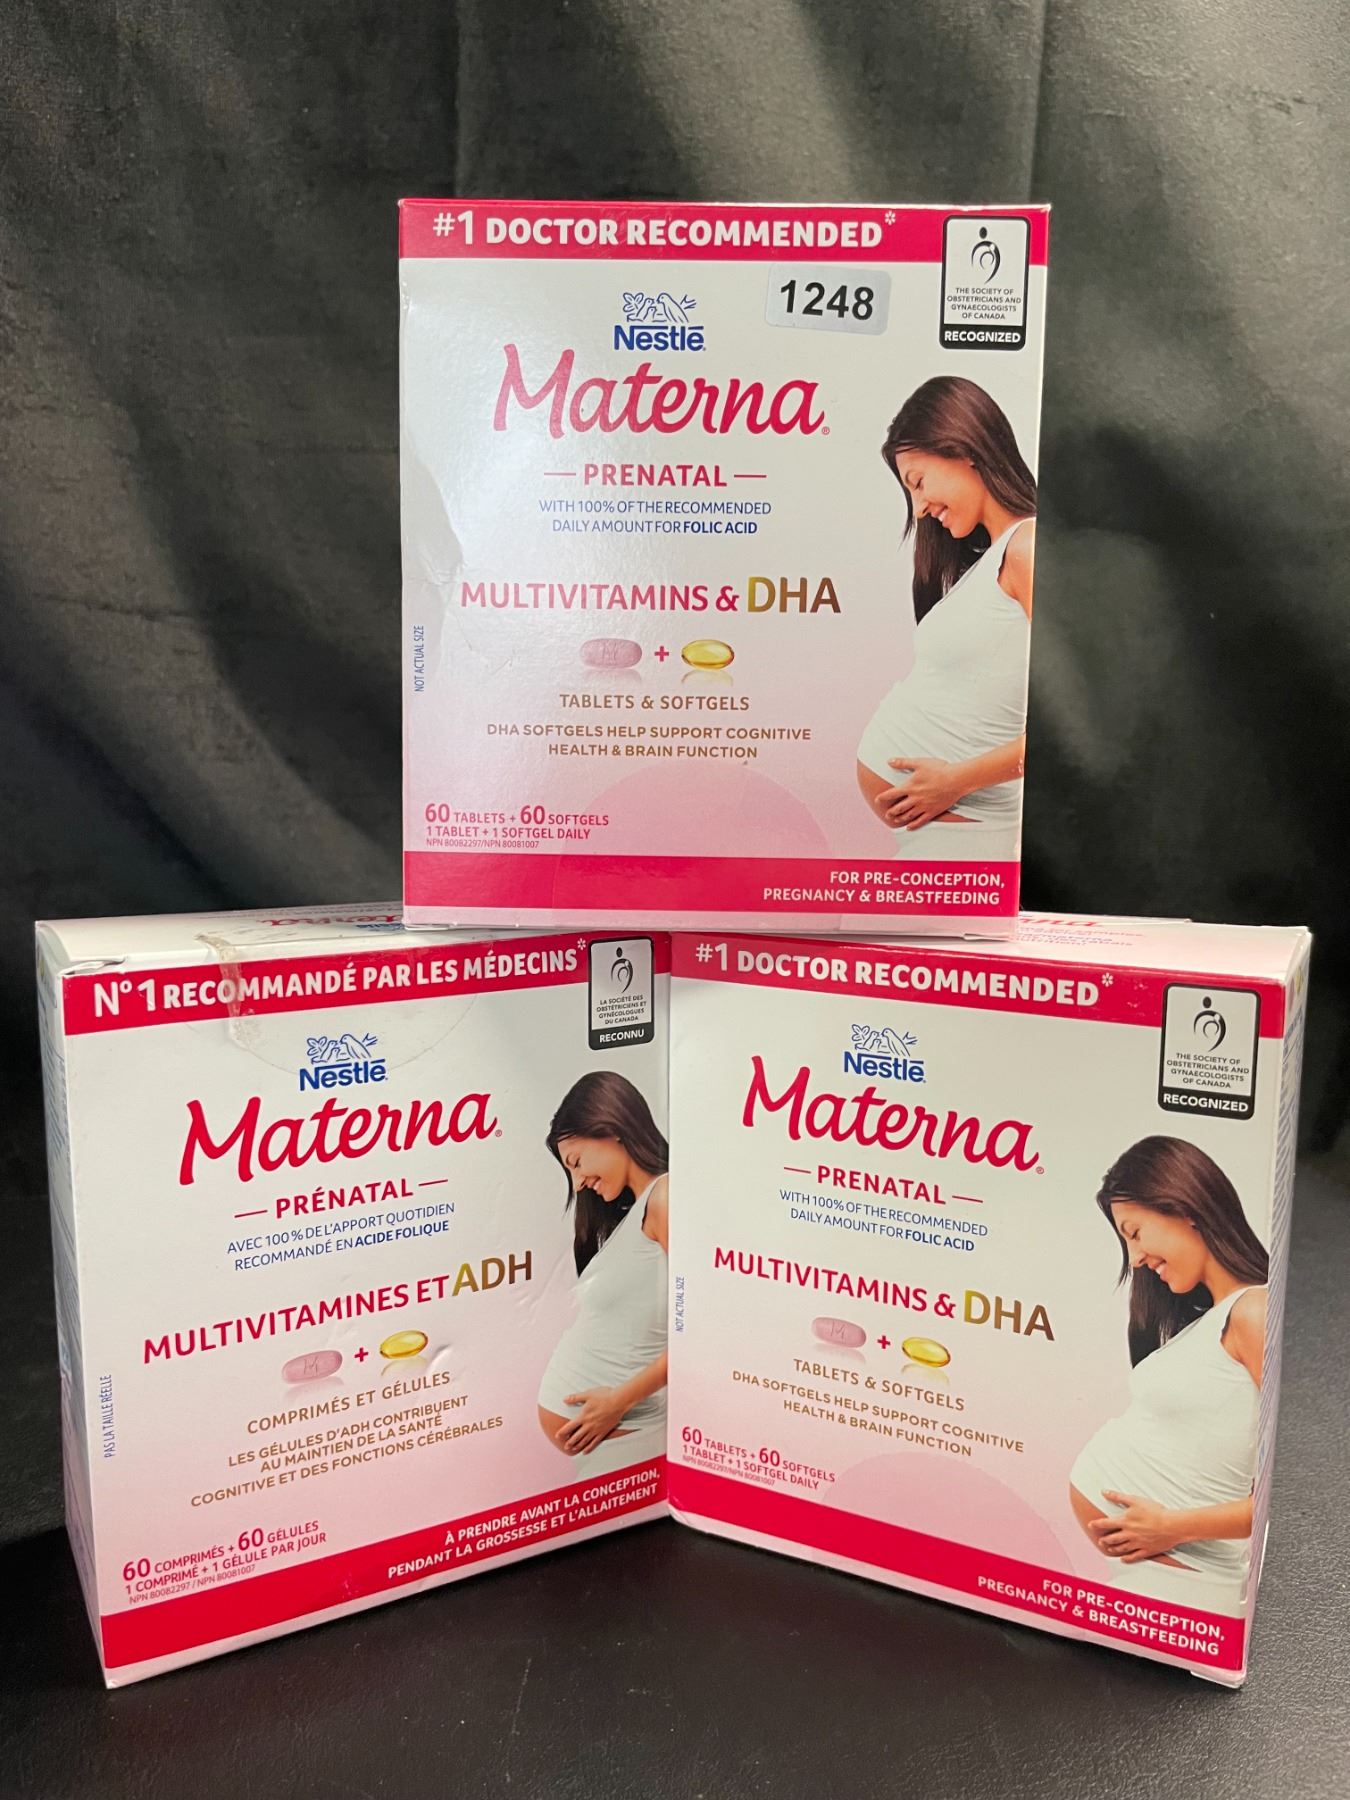 #1 DOCTOR RECOMMENDED*
1248
THE SOCIETY OF
OBSTETRICIANS AND
GYNAECOLOGISTS
OF CANADA
RECOGNIZED
Nestlé
Materna®
PRENATAL
WITH 100% OF THE RECOMMENDED
DAILY AMOUNT FOR FOLIC ACID
MULTIVITAMINS & DHA
+
NOT ACTUAL SIZE
TABLETS & SOFTGELS
DHA SOFTGELS HELP SUPPORT COGNITIVE
HEALTH & BRAIN FUNCTION
60 TABLETS + 60 SOFTGELS
1 TABLET + 1 SOFTGEL DAILY
NPN 80082297/NPN 80081007
FOR PRE-CONCEPTION,
PREGNANCY & BREASTFEEDING
N° 1 RECOMMANDÉ PAR LES MÉDECINS*
LA SOCIÉTÉ DES
OBSTÉTRICIENS ET
GYNÉCOLOGUES
DU CANADA
RECONNU
Nestlé
Materna®
PRÉNATAL
AVEC 100 % DE L'APPORT QUOTIDIEN
RECOMMANDÉ EN ACIDE FOLIQUE
MULTIVITAMINES ET ADH
+
PAS LA TAILLE RÉELLE
COMPRIMÉS ET GÉLULES
LES GÉLULES D'ADH CONTRIBUENT
AU MAINTIEN DE LA SANTÉ
COGNITIVE ET DES FONCTIONS CÉRÉBRALES
60 COMPRIMÉS + 60 GÉLULES
1 COMPRIMÉ + 1 GÉLULE PAR JOUR
NPN 80082297 / NPN 80081007
À PRENDRE AVANT LA CONCEPTION,
PENDANT LA GROSSESSE ET L'ALLAITEMENT
#1 DOCTOR RECOMMENDED*
THE SOCIETY OF
OBSTETRICIANS AND
GYNAECOLOGISTS
OF CANADA
RECOGNIZED
Nestlé
Materna®
PRENATAL
WITH 100% OF THE RECOMMENDED
DAILY AMOUNT FOR FOLIC ACID
MULTIVITAMINS & DHA
+
NOT ACTUAL SIZE
TABLETS & SOFTGELS
DHA SOFTGELS HELP SUPPORT COGNITIVE
HEALTH & BRAIN FUNCTION
60 TABLETS + 60 SOFTGELS
1 TABLET + 1 SOFTGEL DAILY
NPN 80082297/NPN 80081007
FOR PRE-CONCEPTION,
PREGNANCY & BREASTFEEDING